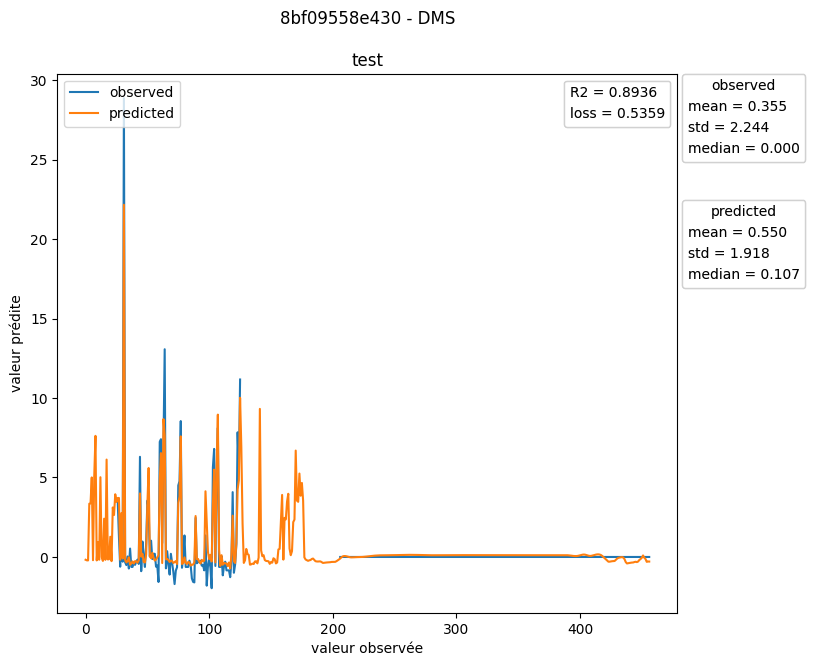 8bf09558e430 - DMS
test
observed
predicted
R2 = 0.8936
loss = 0.5359
observed
mean = 0.355
std = 2.244
median = 0.000
predicted
mean = 0.550
std = 1.918
median = 0.107
valeur prédite
30
25
20
15
10
5
0
0
100
200
300
400
valeur observée